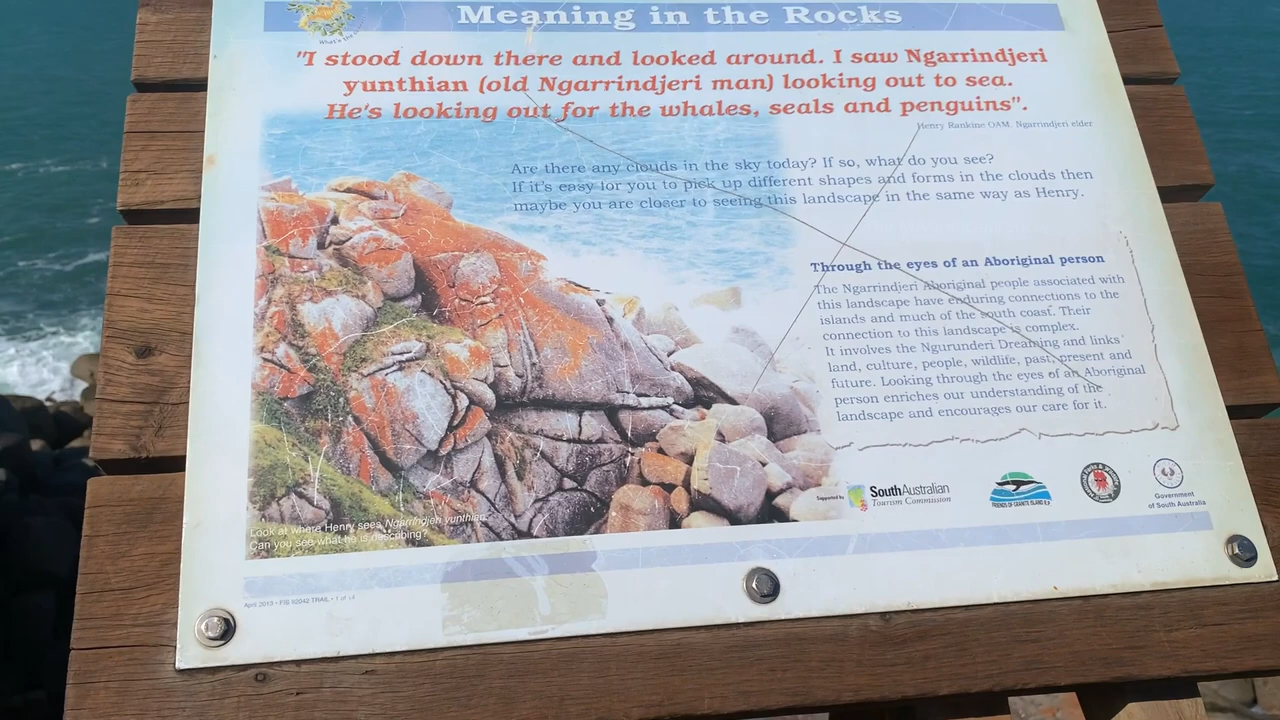 What's the
Meaning in the Rocks
"I stood down there and looked around. I saw Ngarrindjeri
yunthian (old Ngarrindjeri man) looking out to sea.
He's looking out for the whales, seals and penguins".
Henry Rankine OAM. Ngarrindjeri elder
Are there any clouds in the sky today? If so, what do you see?
If it's easy for you to pick up different shapes and forms in the clouds then
maybe you are closer to seeing this landscape in the same way as Henry.
Through the eyes of an Aboriginal person
The Ngarrindjeri Aboriginal people associated with
this landscape have enduring connections to the
islands and much of the south coast. Their
connection to this landscape is complex.
It involves the Ngurunderi Dreaming and links
land, culture, people, wildlife, past, present and
future. Looking through the eyes of an Aboriginal
person enriches our understanding of the
landscape and encourages our care for it.
Look at where Henry sees Ngarrindjeri yunthian.
Can you see what he is describing?
Supported by
SouthAustralian
Tourism Commission
FRIENDS OF GRANITE ISLAND
Government
of South Australia
April 2013 • FIS 92042 TRAIL • 1 of